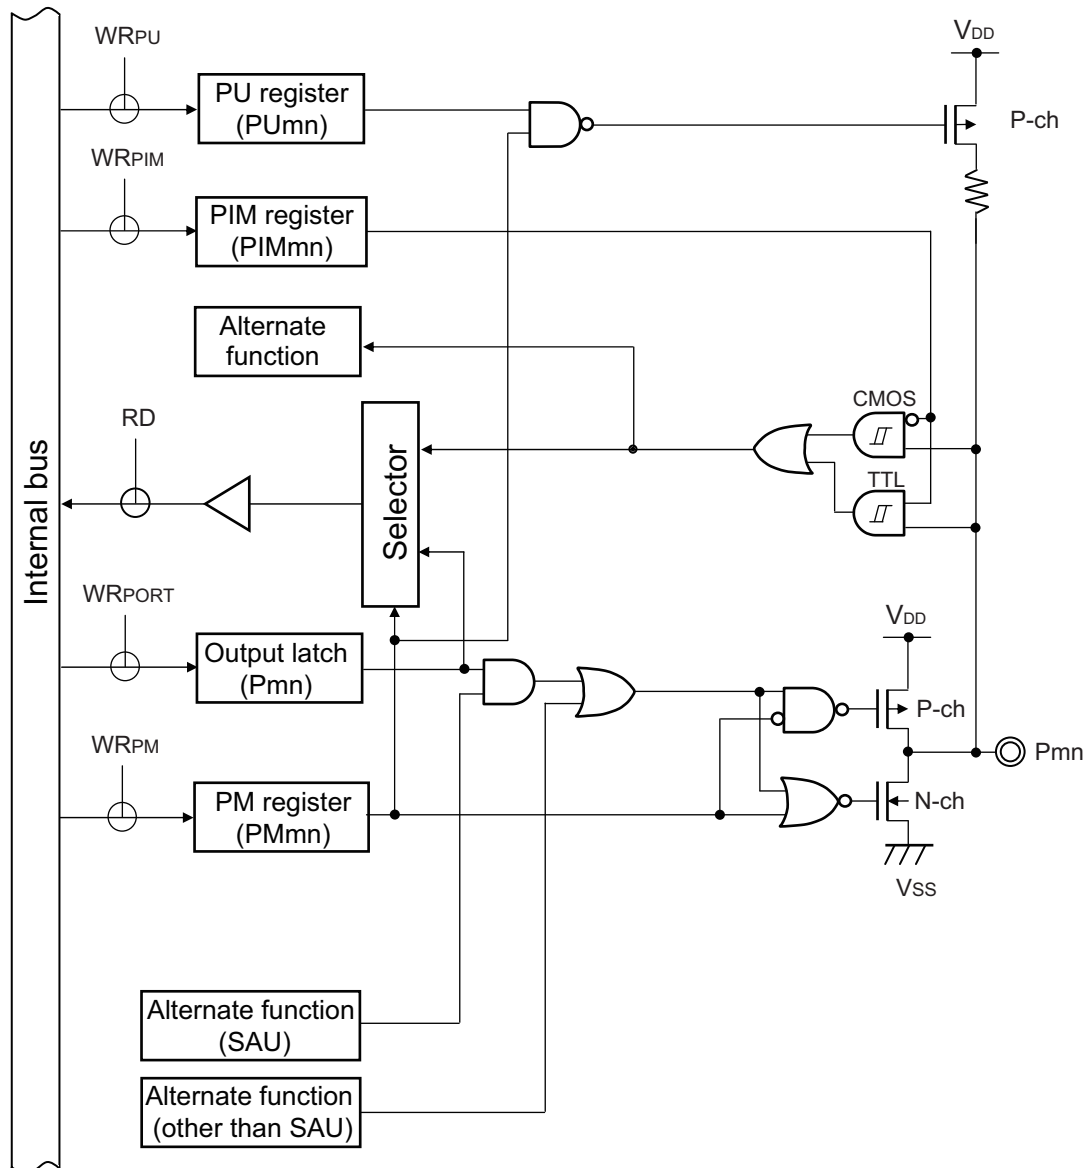 WRPU
VDD
PU register
(PUmn)
P-ch
WRPIM
PIM register
(PIMmn)
Alternate
function
CMOS
RD
TTL
Selector
Internal bus
WRPORT
VDD
Output latch
(Pmn)
P-ch
WRPM
Pmn
PM register
(PMmn)
N-ch
VSS
Alternate function
(SAU)
Alternate function
(other than SAU)